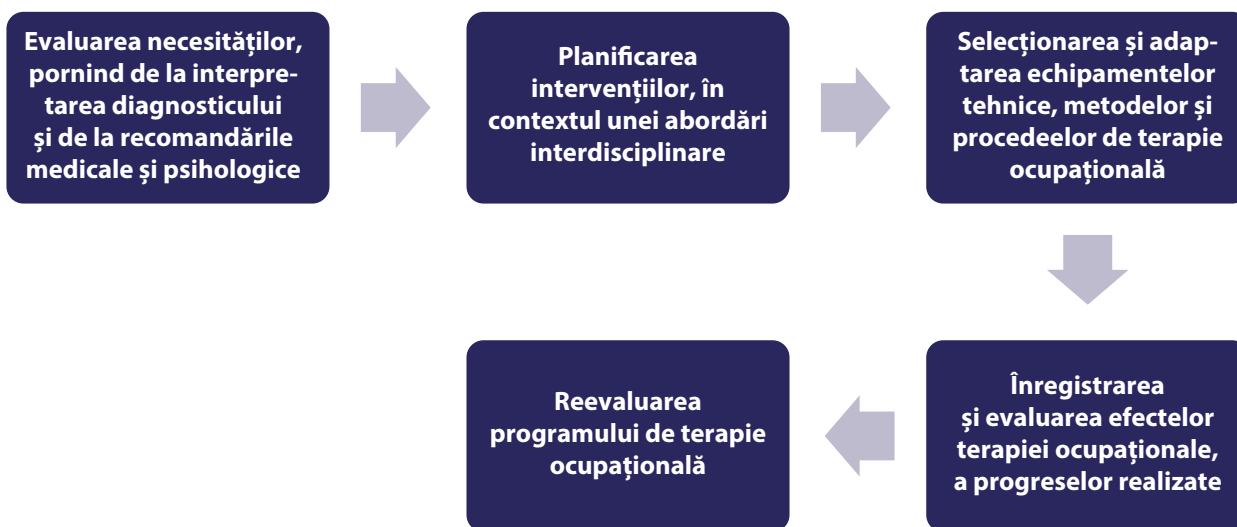 Evaluarea necesităților,
pornind de la interpre-
tarea diagnosticului
și de la recomandările
medicale și psihologice
Planificarea
intervențiilor, în
contextul unei abordări
interdisciplinare
Selecționarea și adap-
tarea echipamentelor
tehnice, metodelor și
procedeelor de terapie
ocupațională
Înregistrarea
și evaluarea efectelor
terapiei ocupaționale,
a progreselor realizate
Reevaluarea
programului de terapie
ocupațională